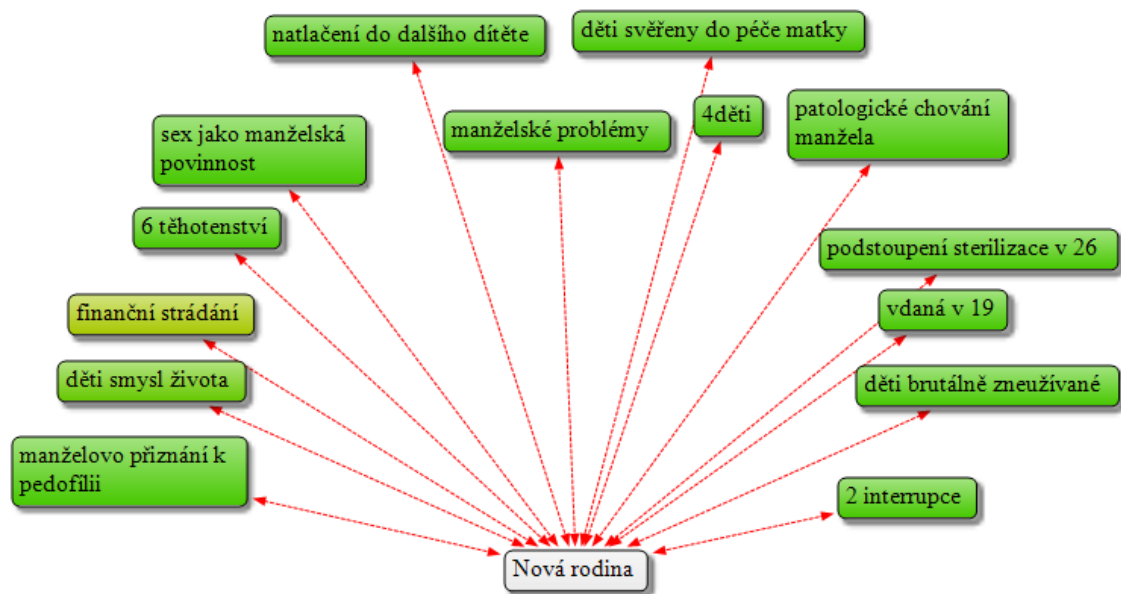 natlačení do dalšího dítěte
děti svěřeny do péče matky
sex jako manželská
povinnost
manželské problémy
4děti
patologické chování
manžela
6 těhotenství
podstoupení sterilizace v 26
finanční strádání
vdaná v 19
děti smysl života
děti brutálně zneužívané
manželovo přiznání k
pedofílii
2 interrupce
Nová rodina